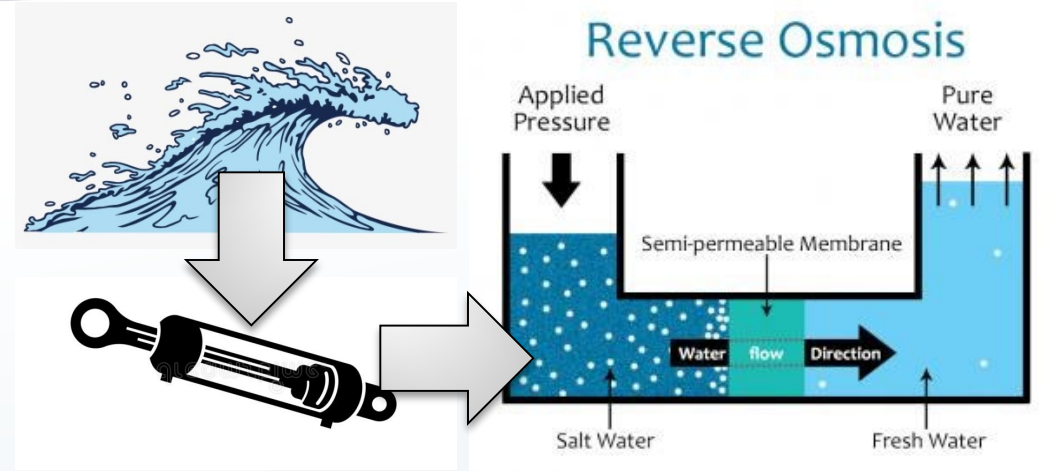 Reverse Osmosis
Applied
Pressure
Pure
Water
Semi-permeable Membrane
Water flow Direction
Salt Water
Fresh Water